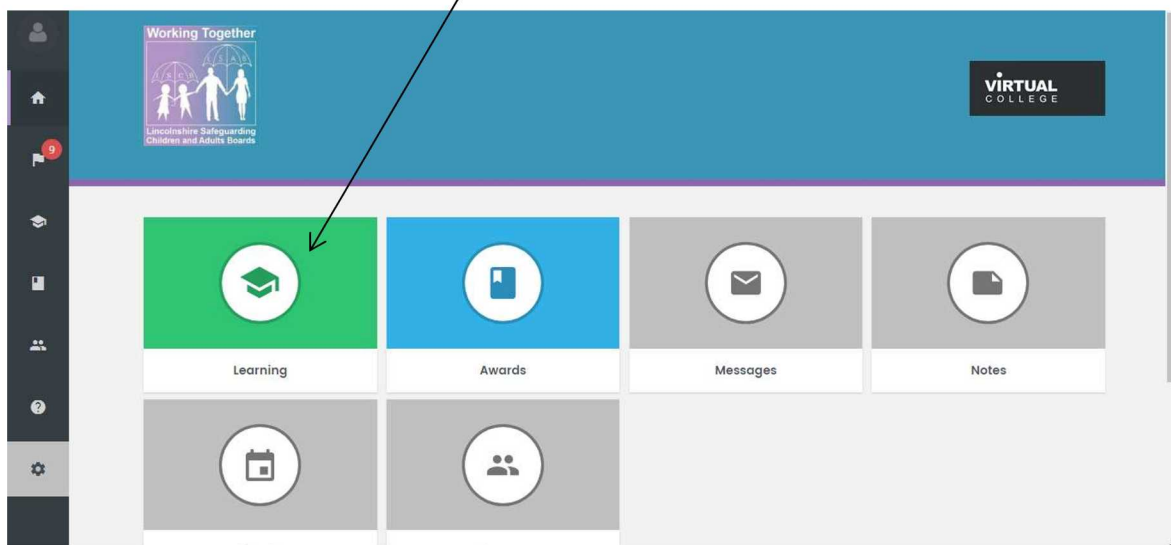 Working Together
LSAB
LSCB
Lincolnshire Safeguarding
Children and Adults Boards
VIRTUAL
COLLEGE
9
Learning
Awards
Messages
Notes